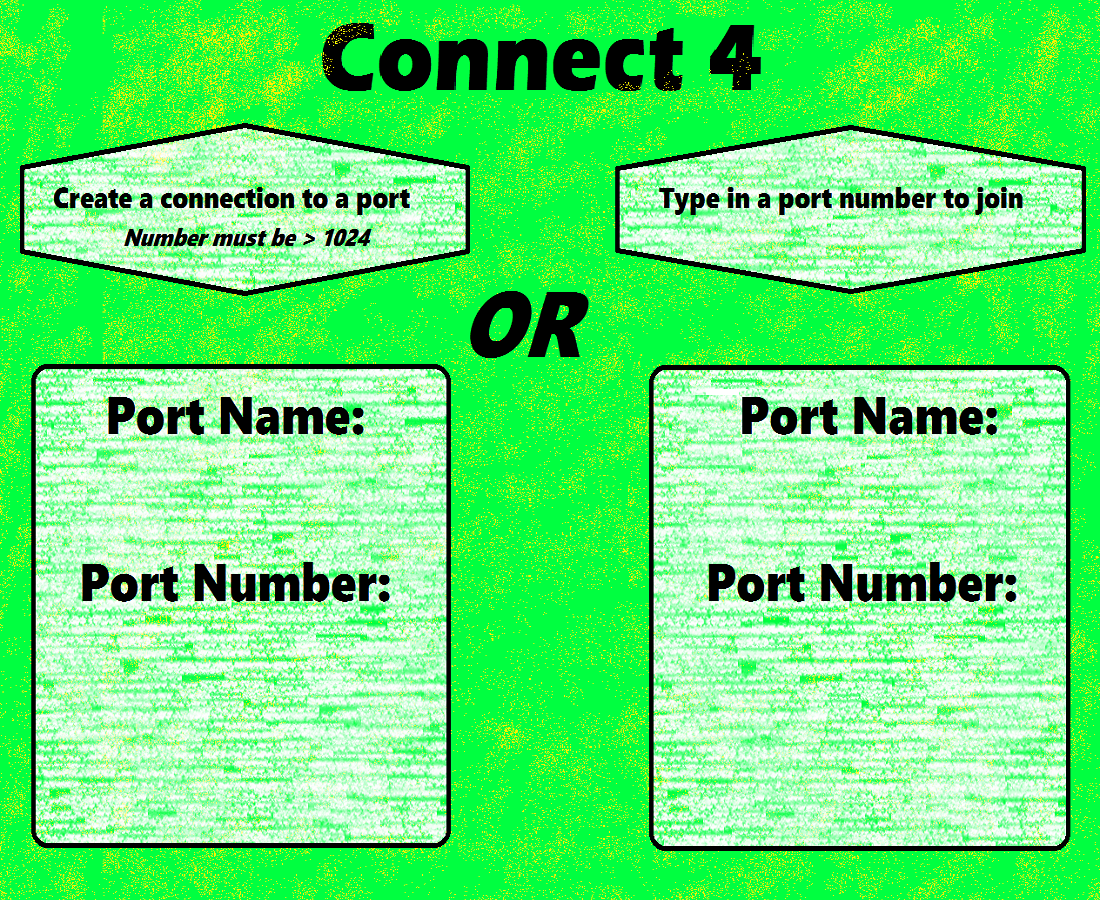 Connect 4
Create a connection to a port
Number must be > 1024
Type in a port number to join
OR
Port Name:
Port Number:
Port Name:
Port Number: